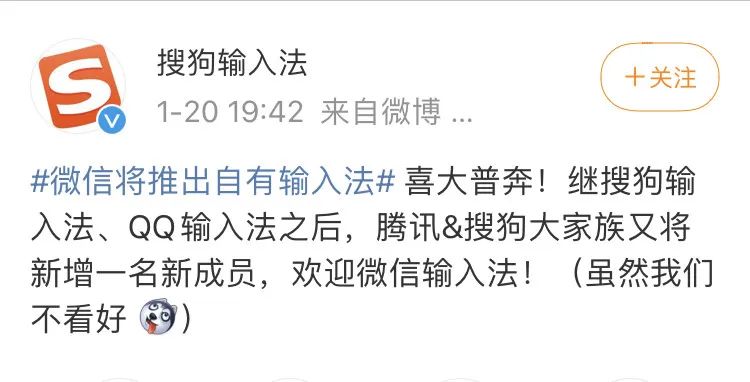 搜狗输入法
+关注
1-20 19:42 来自微博 ...
#微信将推出自有输入法# 喜大普奔！继搜狗输
入法、QQ输入法之后，腾讯&搜狗大家族又将
新增一名新成员，欢迎微信输入法！（虽然我们
不看好 ）